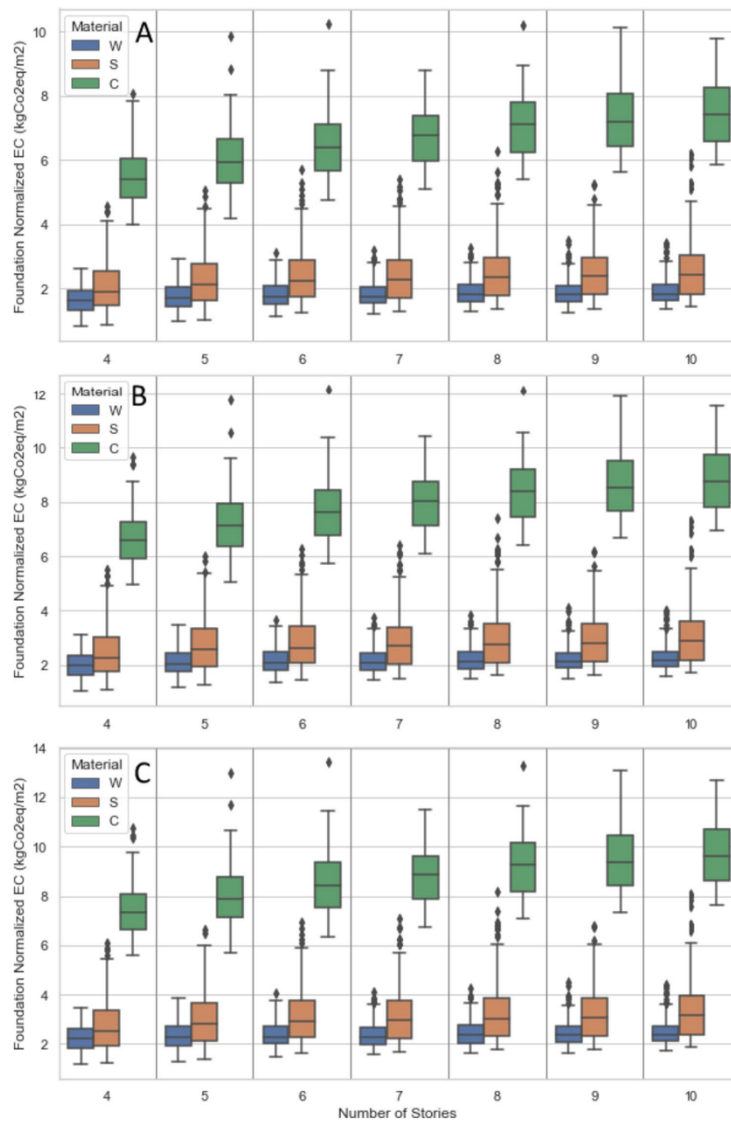 Material
A
W
S
C
Foundation Normalized EC (kgCo2eq/m2)
10
8
6
4
2
4 5 6 7 8 9 10
Material
B
W
S
C
Foundation Normalized EC (kgCo2eq/m2)
12
10
8
6
4
2
4 5 6 7 8 9 10
Material
C
W
S
C
Foundation Normalized EC (kgCo2eq/m2)
14
12
10
8
6
4
2
4 5 6 7 8 9 10
Number of Stories